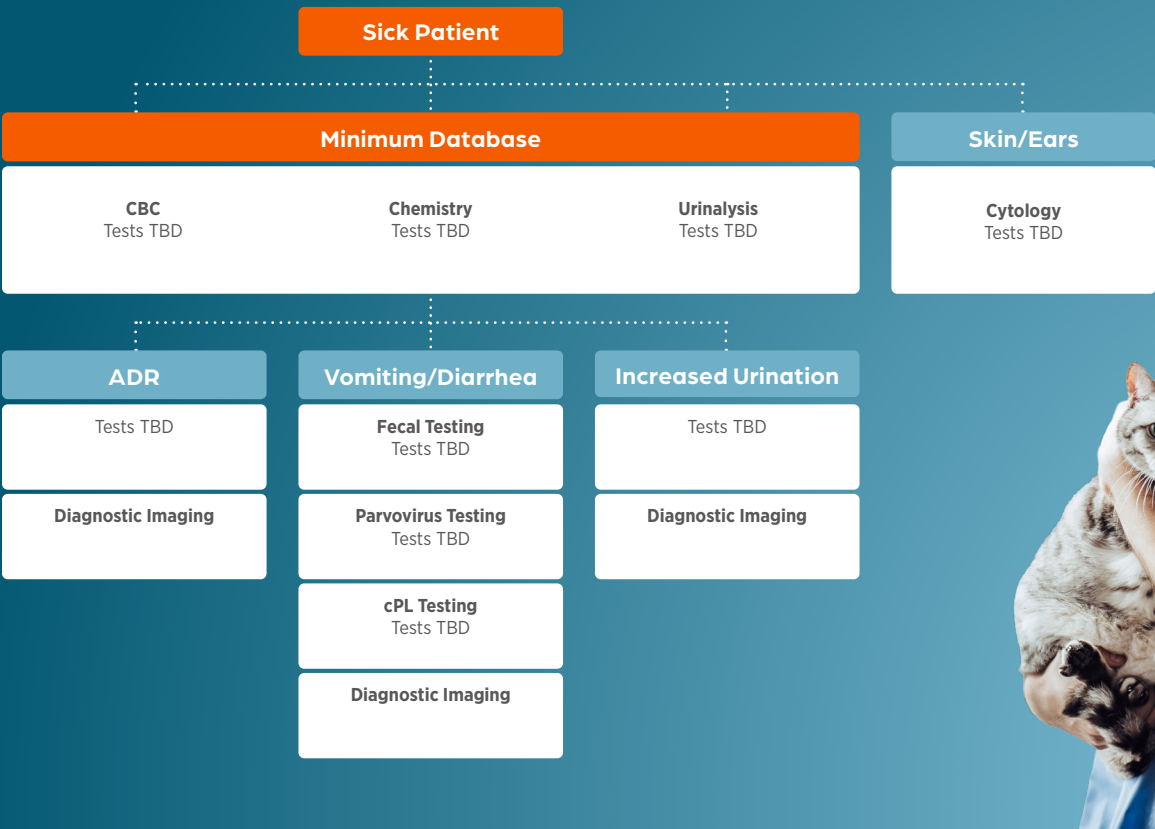 Sick Patient
Minimum Database
Skin/Ears
CBC
Tests TBD
Chemistry
Tests TBD
Urinalysis
Tests TBD
Cytology
Tests TBD
ADR
Tests TBD
Diagnostic Imaging
Vomiting/Diarrhea
Fecal Testing
Tests TBD
Parvovirus Testing
Tests TBD
cPL Testing
Tests TBD
Diagnostic Imaging
Increased Urination
Tests TBD
Diagnostic Imaging